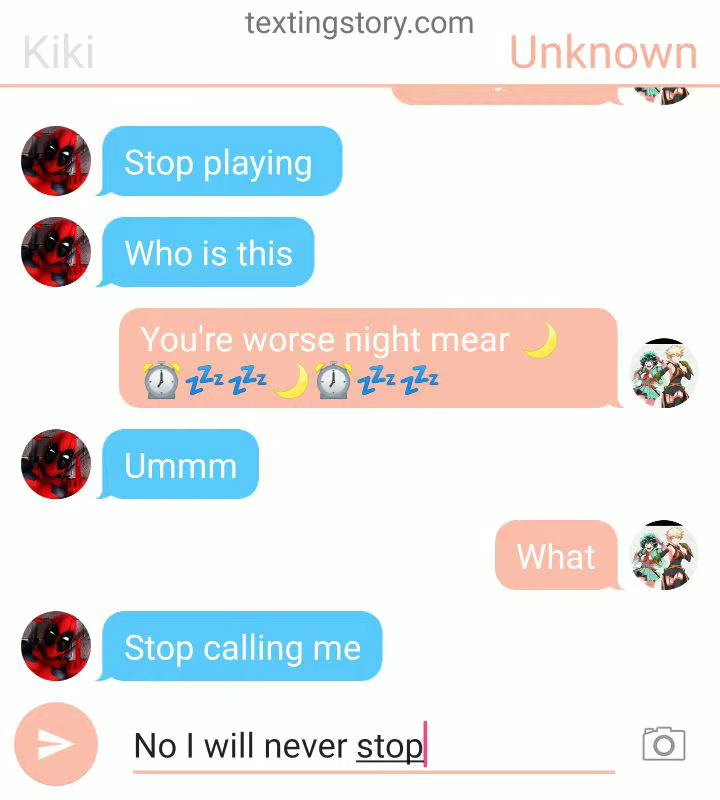 textingstory.com
Kiki
Unknown
Stop playing
Who is this
You're worse night mear 🌙
⏰💤💤🌙⏰💤💤
Ummm
What
Stop calling me
No I will never stop